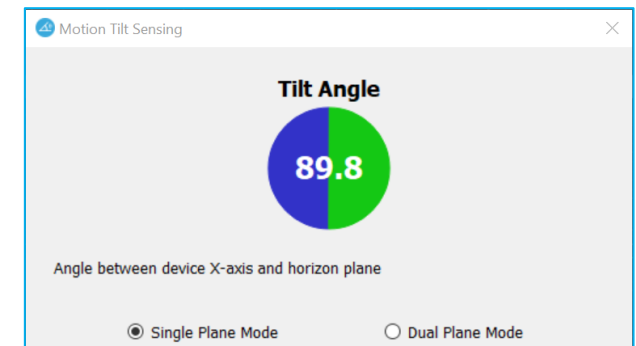 Motion Tilt Sensing
Tilt Angle
89.8
Angle between device X-axis and horizon plane
Single Plane Mode
Dual Plane Mode